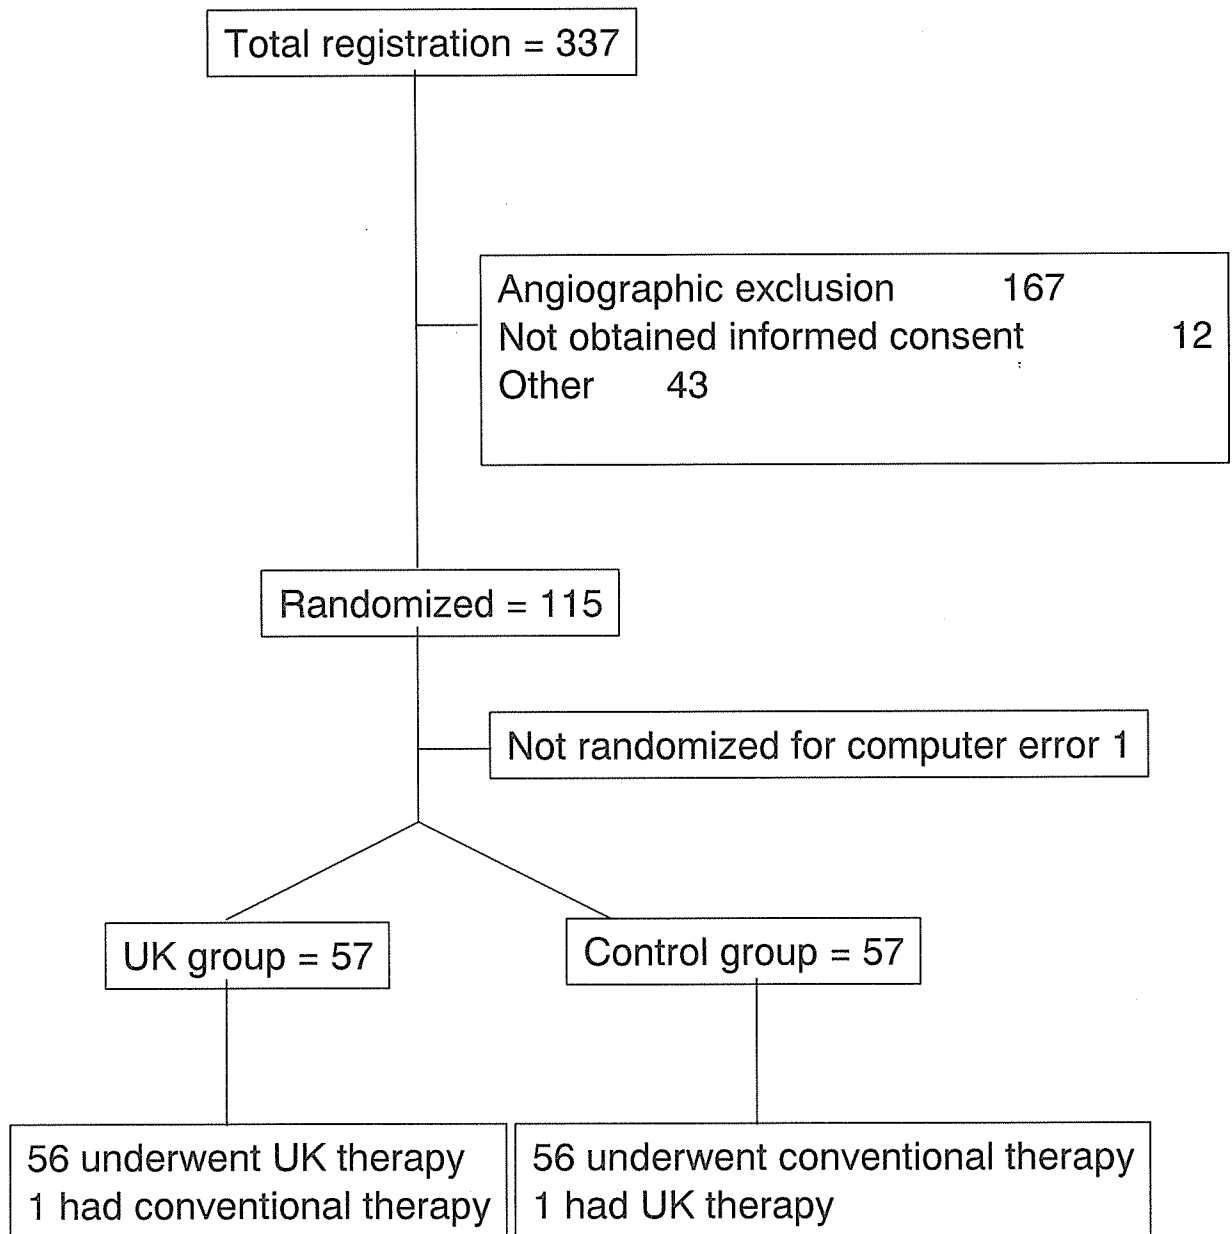 Total registration = 337
Angiographic exclusion 167
Not obtained informed consent 12
Other 43
Randomized = 115
Not randomized for computer error 1
UK group = 57
Control group = 57
56 underwent UK therapy
1 had conventional therapy
56 underwent conventional therapy
1 had UK therapy